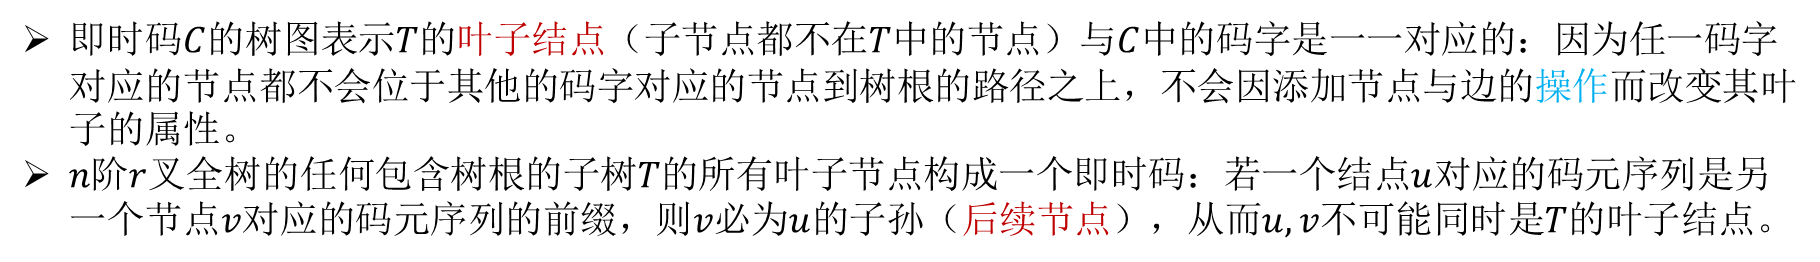 ➢ 即时码C的树图表示T的叶子结点（子节点都不在T中的节点）与C中的码字是一一对应的：因为任一码字
对应的节点都不会位于其他的码字对应的节点到树根的路径之上，不会因添加节点与边的操作而改变其叶
子的属性。
➢ n阶r叉全树的任何包含树根的子树T的所有叶子节点构成一个即时码：若一个结点u对应的码元序列是另
一个节点v对应的码元序列的前缀，则v必为u的子孙（后续节点），从而u, v不可能同时是T的叶子结点。